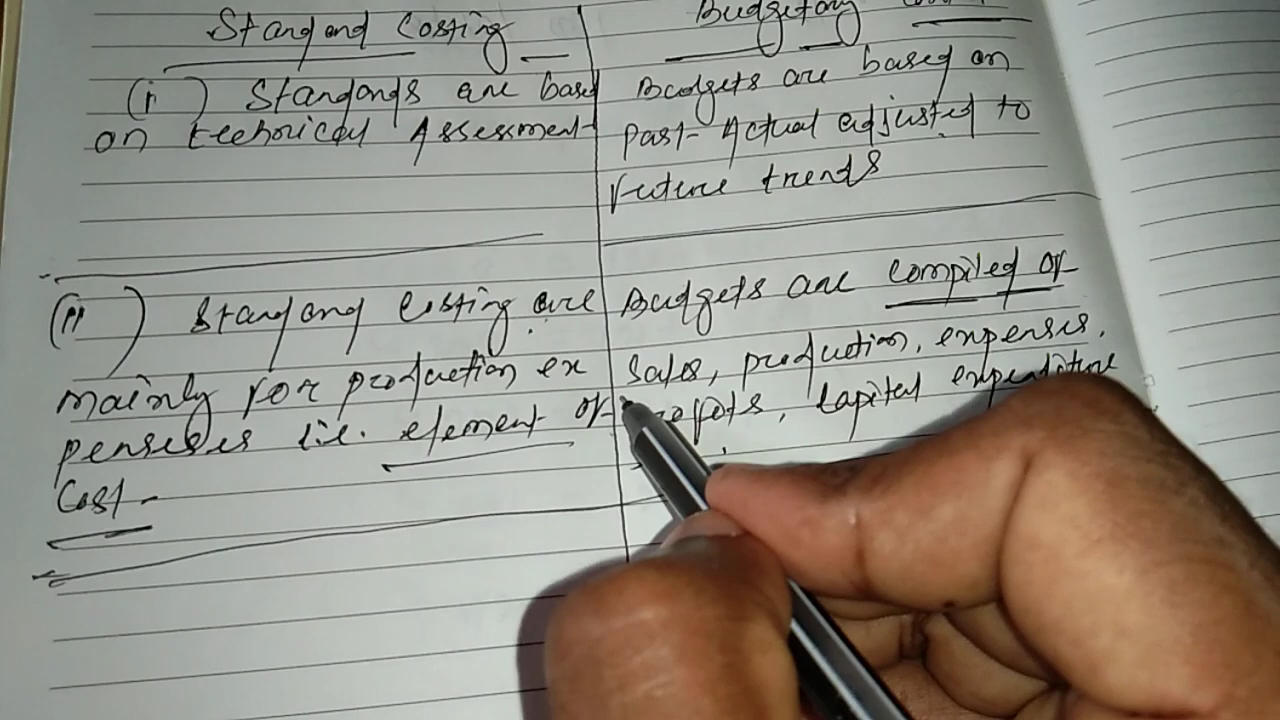 Standard Costing
(i) Standards are based
on technical Assessment
(ii) Standard costing are
mainly for production ex
penseses i.e. element of
Cost-
Budgetary
Budgets are based on
Past- Actual adjusted to
Future trends
Budgets are compiled of
Sales, production, expenses,
profits, capital expenditure